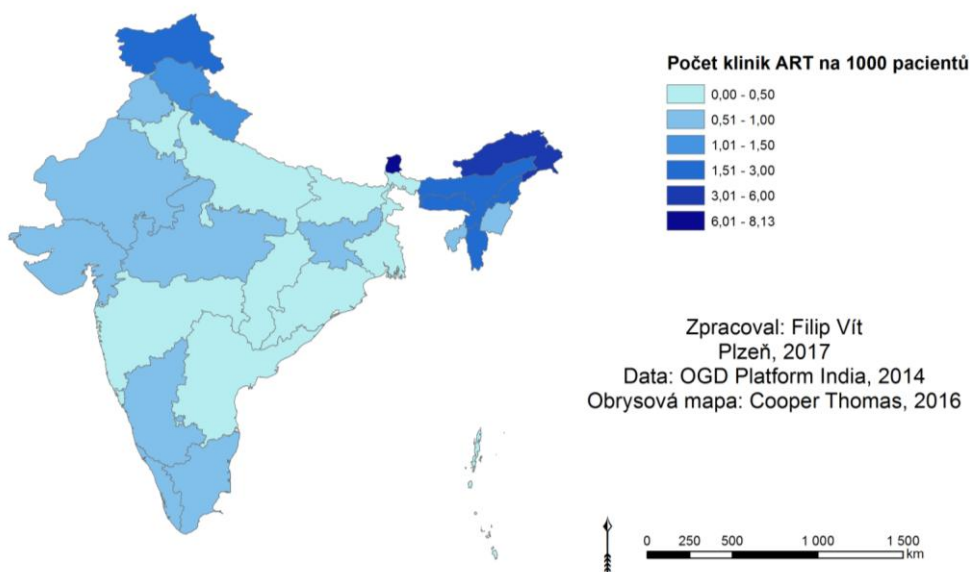 Počet klinik ART na 1000 pacientů
0,00 - 0,50
0,51 - 1,00
1,01 - 1,50
1,51 - 3,00
3,01 - 6,00
6,01 - 8,13
Zpracoval: Filip Vít
Plzeň, 2017
Data: OGD Platform India, 2014
Obrysová mapa: Cooper Thomas, 2016
0 250 500 1 000 1 500
km